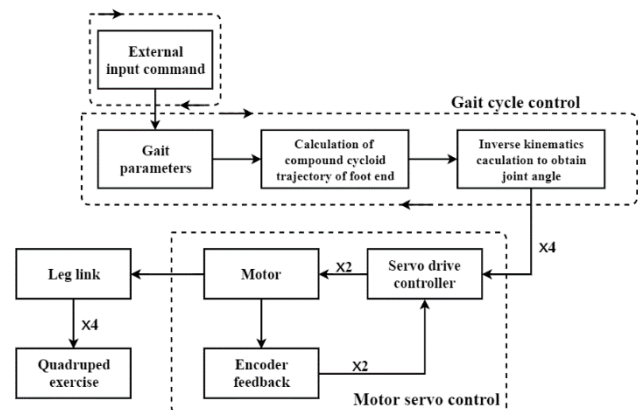 External
input command
Gait cycle control
Gait
parameters
Calculation of
compound cycloid
trajectory of foot end
Inverse kinematics
caculation to obtain
joint angle
X4
Leg link
Motor
X2
Servo drive
controller
X4
Quadruped
exercise
Encoder
feedback
X2
Motor servo control